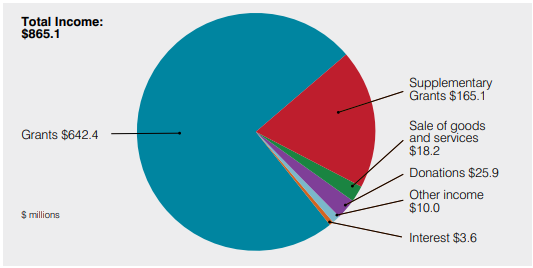 Total Income:
$865.1
Supplementary
Grants $165.1
Sale of goods
and services
$18.2
Grants $642.4
Donations $25.9
Other income
$10.0
$ millions
Interest $3.6